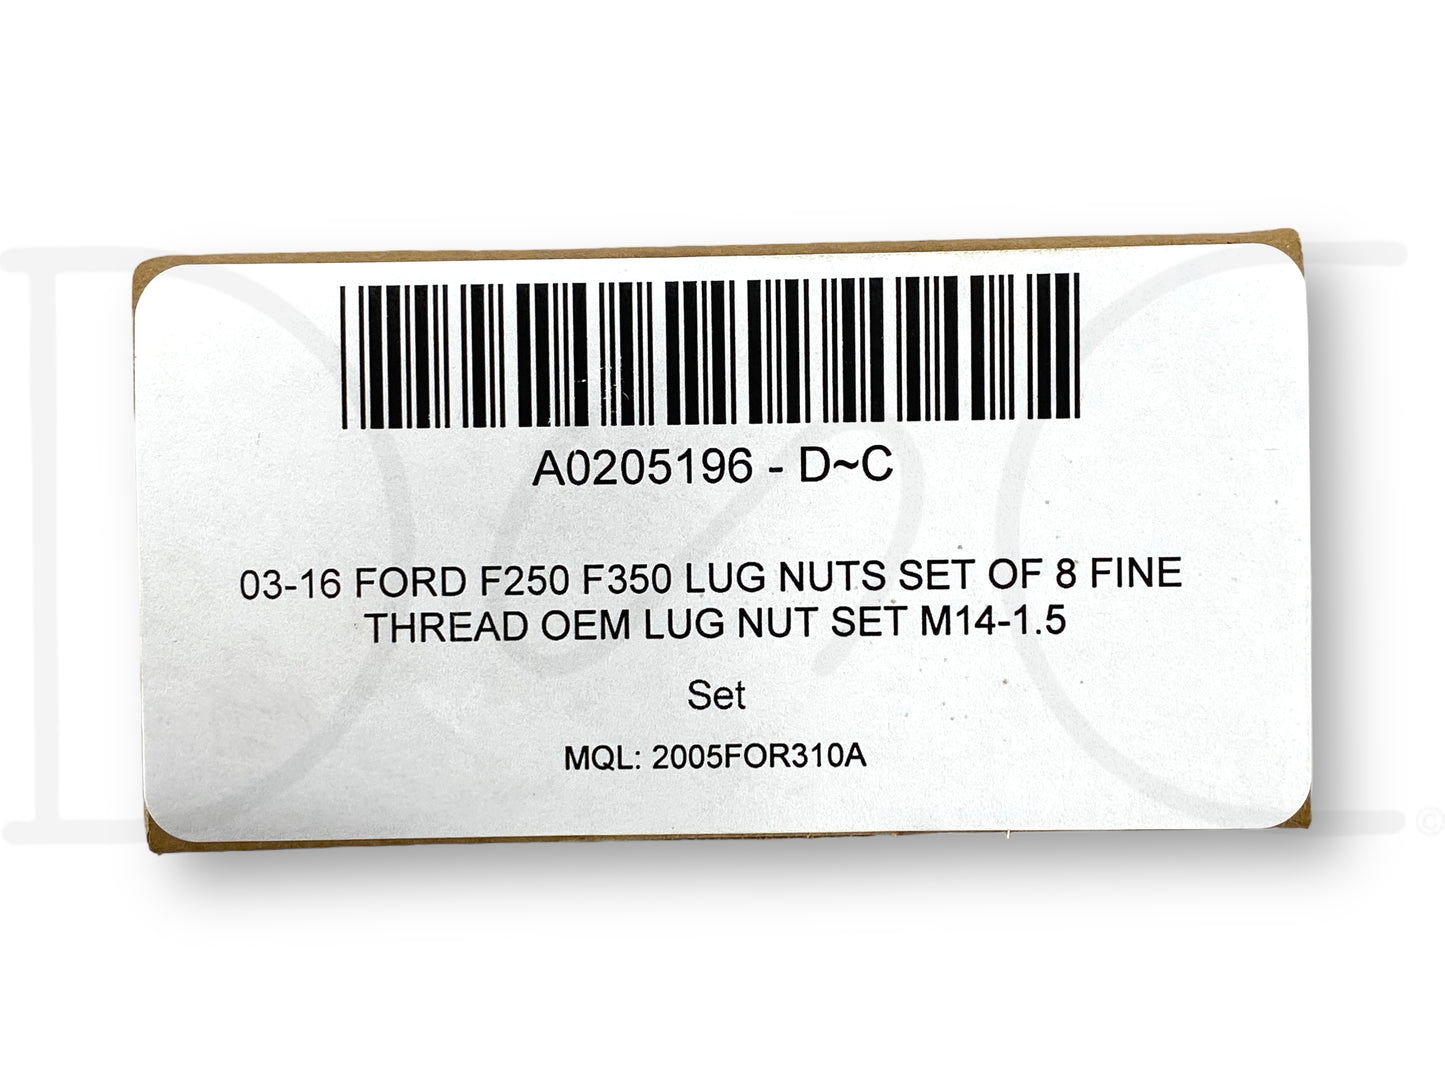 A0205196 - D~C
03-16 FORD F250 F350 LUG NUTS SET OF 8 FINE
THREAD OEM LUG NUT SET M14-1.5
Set
MQL: 2005FOR310A
DnC
©